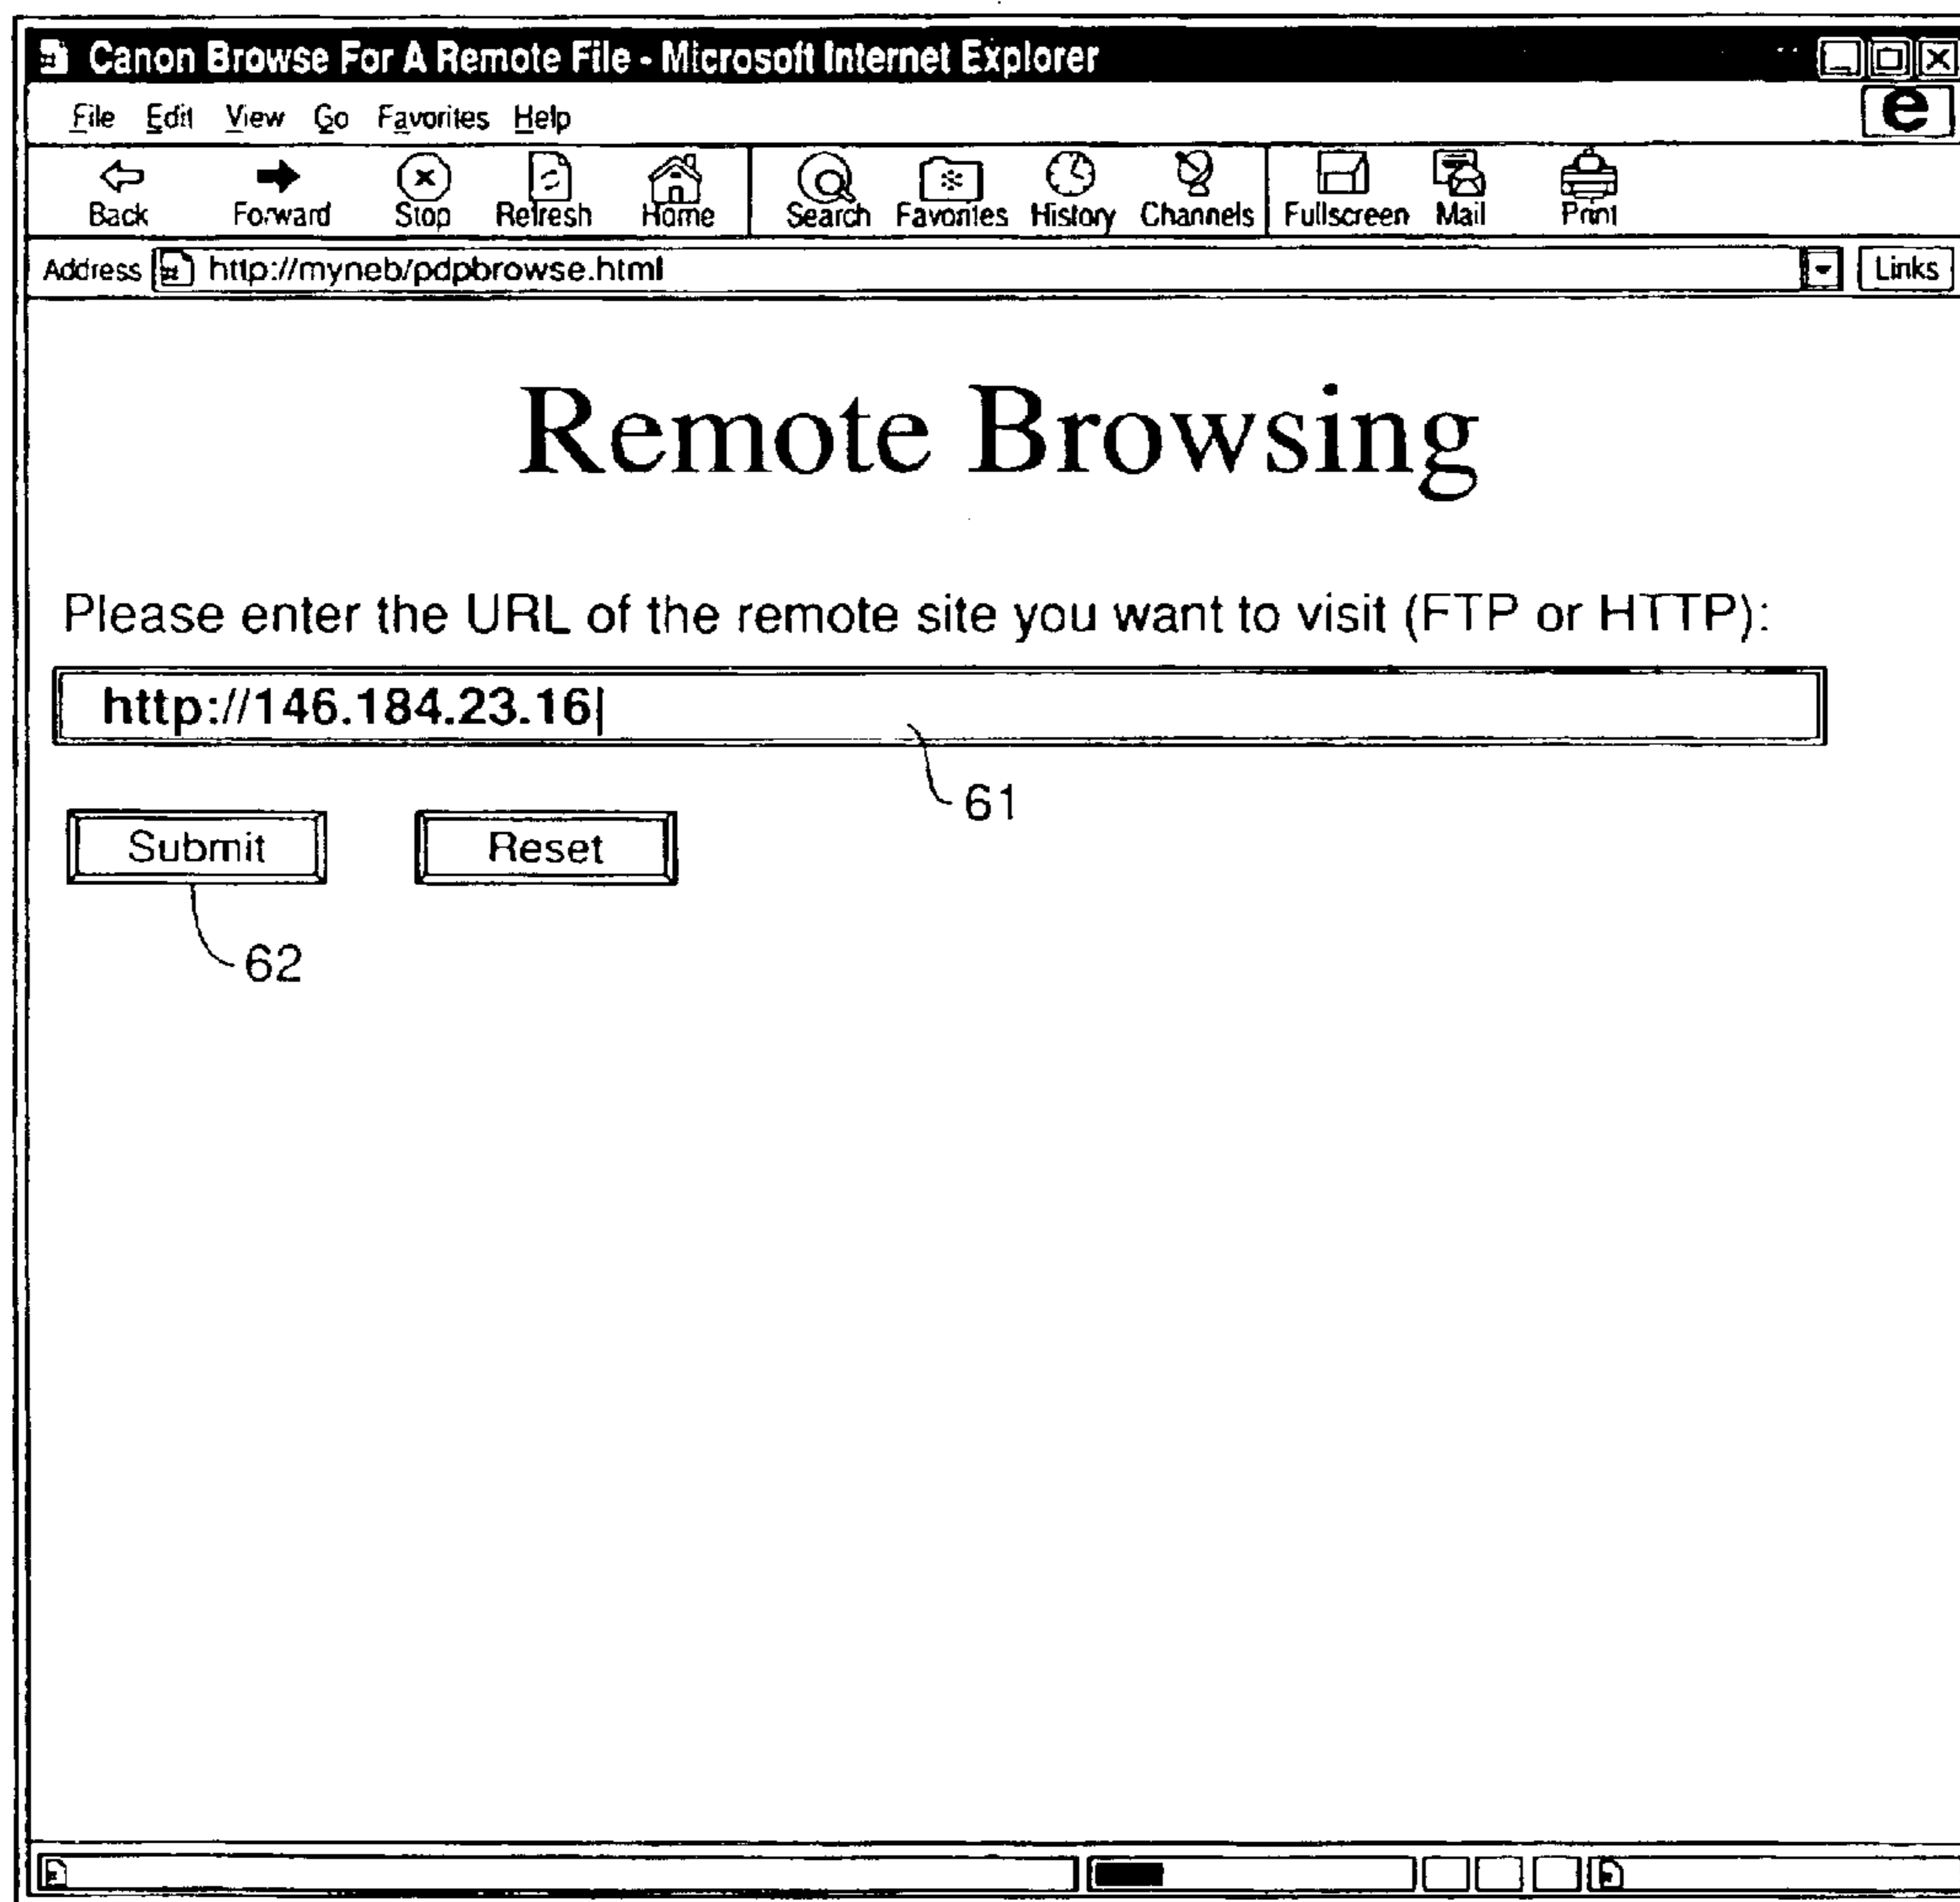 Canon Browse For A Remote File - Microsoft Internet Explorer
File Edit View Go Favorites Help
e
Back Forward Stop Refresh Home Search Favorites History Channels Fullscreen Mail Print
Address http://myneb/pdpbrowse.html Links
Remote Browsing
Please enter the URL of the remote site you want to visit (FTP or HTTP):
http://146.184.23.16
61
Submit Reset
62